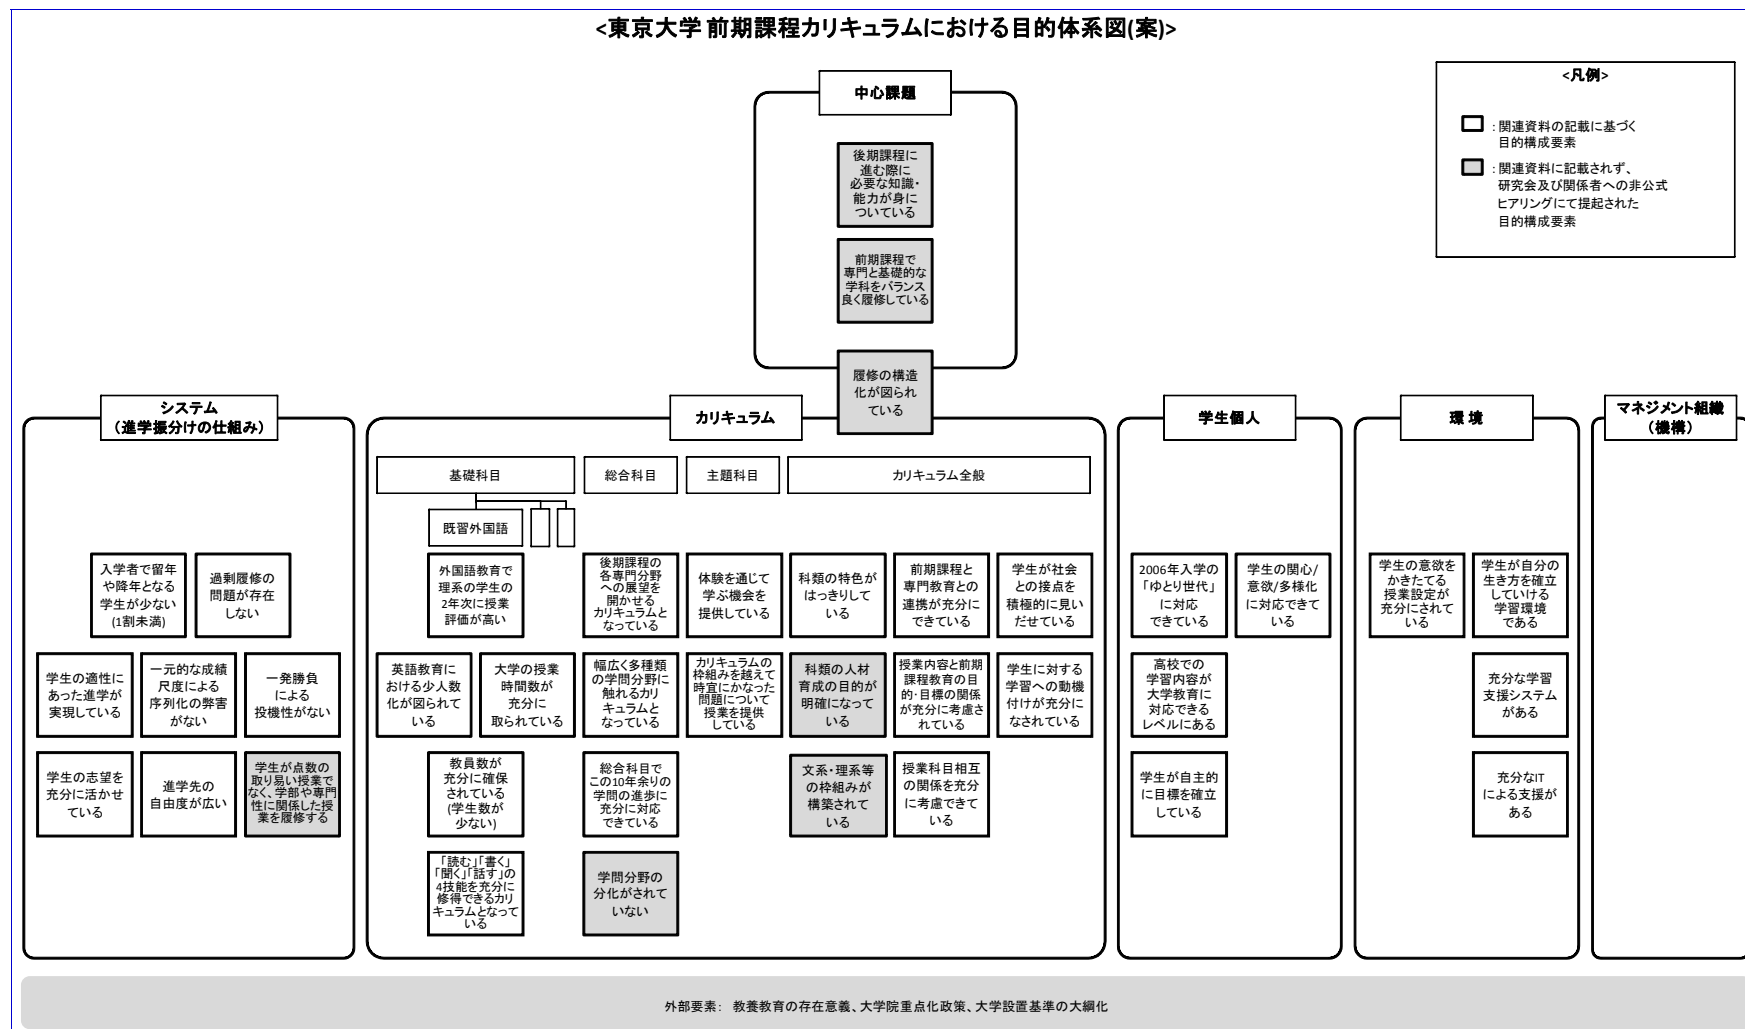 <東京大学 前期課程カリキュラムにおける目的体系図(案)>
<凡例>
：関連資料の記載に基づく
目的構成要素
：関連資料に記載されず、
研究会及び関係者への非公式
ヒアリングにて提起された
目的構成要素
中心課題
後期課程に
進む際に
必要な知識・
能力が身に
ついている
前期課程で
専門と基礎的な
学科をバランス
良く履修している
履修の構造
化が図られ
ている
システム
（進学振分けの仕組み）
入学者で留年
や降年となる
学生が少ない
(1割未満)
過剰履修の
問題が存在
しない
学生の適性に
あった進学が
実現している
一元的な成績
尺度による
序列化の弊害
がない
一発勝負
による
投機性がない
学生の志望を
充分に活かせ
ている
進学先の
自由度が広い
学生が点数の
取り易い授業で
なく、学部や専門
性に関係した授
業を履修する
カリキュラム
基礎科目
総合科目
主題科目
カリキュラム全般
既習外国語
外国語教育で
理系の学生の
2年次に授業
評価が高い
後期課程の
各専門分野
への展望を
開かせる
カリキュラムと
なっている
体験を通じて
学ぶ機会を
提供している
科類の特色が
はっきりして
いる
前期課程と
専門教育との
連携が充分に
できている
学生が社会
との接点を
積極的に見い
だせている
英語教育に
おける少人数
化が図られて
いる
大学の授業
時間数が
充分に
取られている
幅広く多種類
の学問分野に
触れるカリ
キュラムと
なっている
カリキュラムの
枠組みを越えて
時宜にかなった
問題について
授業を提供
している
科類の人材
育成の目的が
明確になって
いる
授業内容と前期
課程教育の目
的・目標の関係
が充分に考慮さ
れている
学生に対する
学習への動機
付けが充分に
なされている
教員数が
充分に確保
されている
(学生数が
少ない)
総合科目で
この10年余りの
学問の進歩に
充分に対応
できている
文系・理系等
の枠組みが
構築されて
いる
授業科目相互
の関係を充分
に考慮できて
いる
「読む」「書く」
「聞く」「話す」の
4技能を充分に
修得できるカリ
キュラムとなって
いる
学問分野の
分化がされて
いない
学生個人
2006年入学の
「ゆとり世代」
に対応
できている
学生の関心/
意欲/多様化
に対応できて
いる
高校での
学習内容が
大学教育に
対応できる
レベルにある
学生が自主的
に目標を確立
している
環 境
学生の意欲を
かきたてる
授業設定が
充分にされて
いる
学生が自分の
生き方を確立
していける
学習環境
である
充分な学習
支援システム
がある
充分なIT
による支援が
ある
マネジメント組織
（機構）
外部要素： 教養教育の存在意義、大学院重点化政策、大学設置基準の大綱化